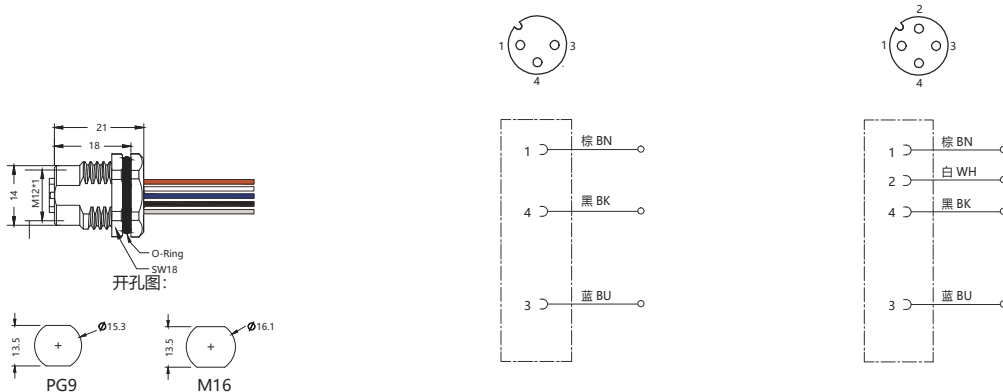 21
18
14
M12*1
O-Ring
SW18
开孔图：
13.5
Ø15.3
PG9
13.5
Ø16.1
M16
1
3
4
1 棕 BN
4 黑 BK
3 蓝 BU
2
1
3
4
1 棕 BN
2 白 WH
4 黑 BK
3 蓝 BU